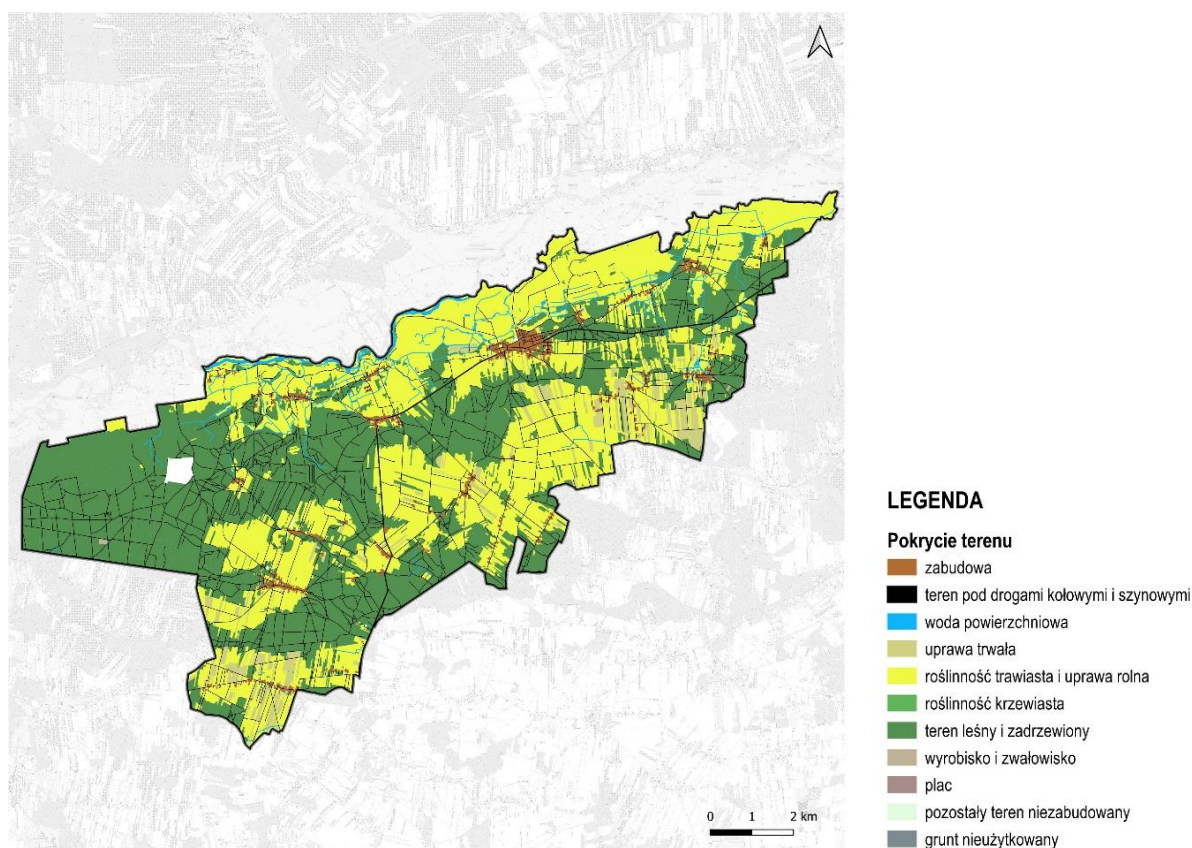 0 1 2 km
LEGENDA
Pokrycie terenu
zabudowa
teren pod drogami kołowymi i szynowymi
woda powierzchniowa
uprawa trwała
roślinność trawiasta i uprawa rolna
roślinność krzewiasta
teren leśny i zadrzewiony
wyrobisko i zwałowisko
plac
pozostały teren niezabudowany
grunt nieużytkowany